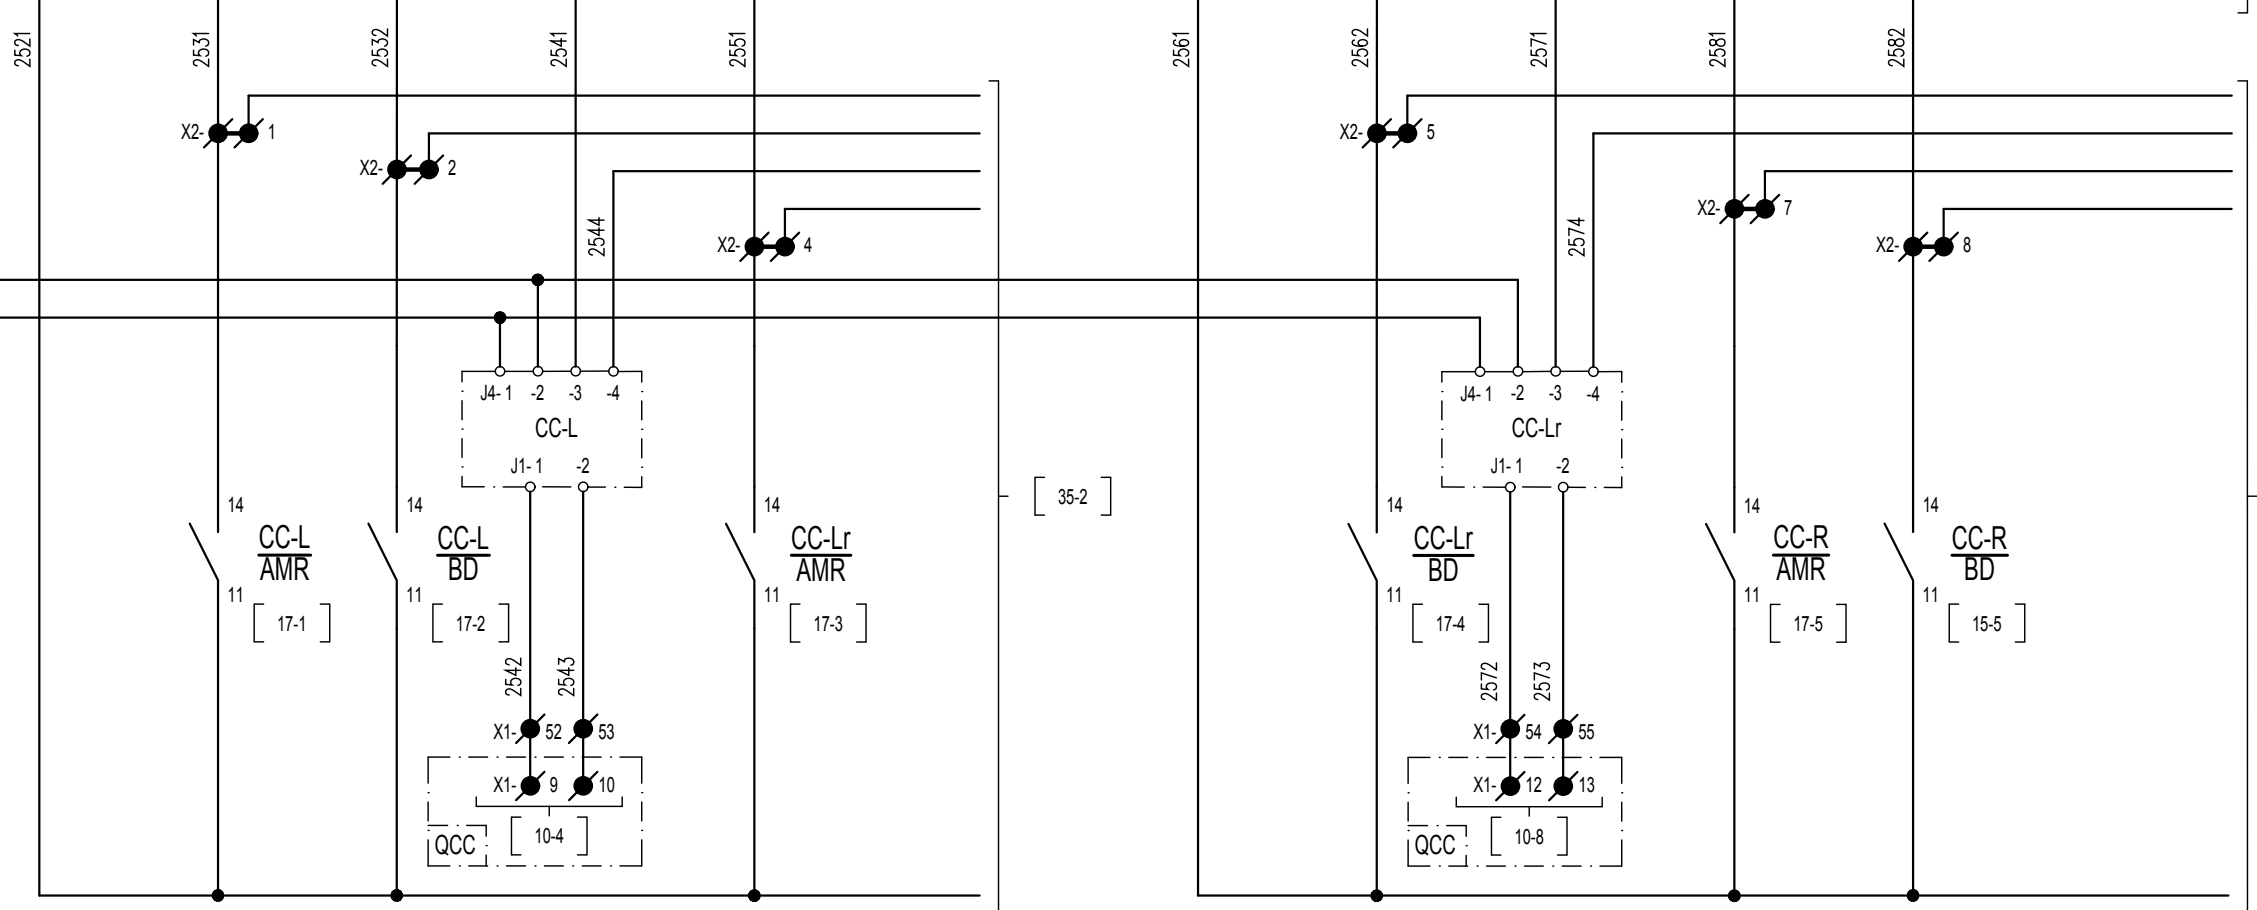 2521 2531 2532 2541 2551 2561 2562 2571 2581 2582
X2- 1 X2- 5
X2- 2
X2- 7
2544 2574
X2- 4 X2- 8
J4- 1 -2 -3 -4 J4- 1 -2 -3 -4
CC-L CC-Lr
J1- 1 -2 J1- 1 -2
35-2
14 14 14 14 14 14
CC-L CC-L CC-Lr CC-Lr CC-R CC-R
AMR BD AMR BD AMR BD
11 11 11 11 11 11
17-1 17-2 17-3 17-4 17-5 15-5
2542 2543 2572 2573
X1- 52 53 X1- 54 55
X1- 9 10 X1- 12 13
10-4 10-8
QCC QCC